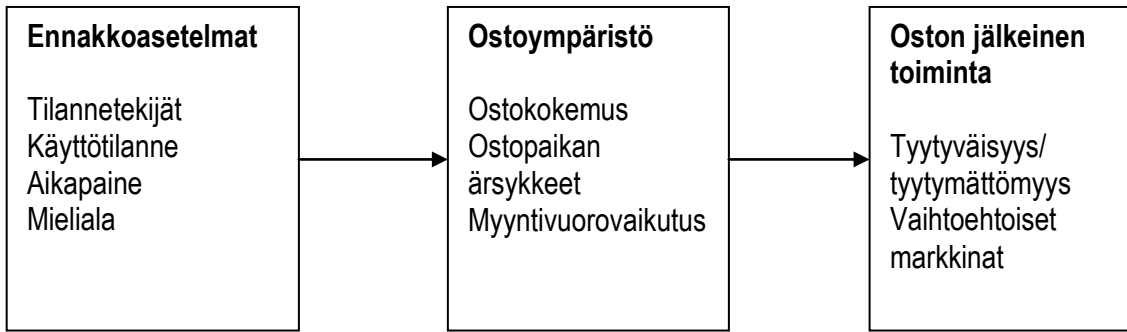 Ennakkoasetelmat
Tilannetekijät
Käyttötilanne
Aikapaine
Mieliala
Ostoympäristö
Ostokokemus
Ostopaikan
ärsykkeet
Myyntivuorovaikutus
Oston jälkeinen
toiminta
Tyytyväisyys/
tyytymättömyys
Vaihtoehtoiset
markkinat